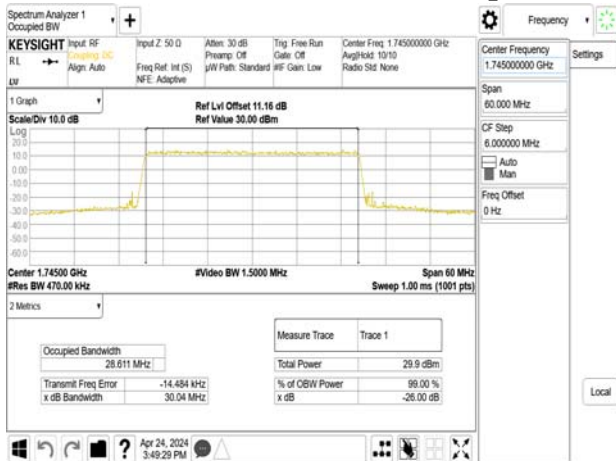 Spectrum Analyzer 1
Occupied BW
Frequency
KEYSIGHT Input: RF
Coupling: DC
Align: Auto
RL
Input Z: 50 Ω
Freq Ref: Int (S)
NFE: Adaptive
Atten: 30 dB
Preamp: Off
µW Path: Standard
Trig: Free Run
Gate: Off
#IF Gain: Low
Center Freq: 1.745000000 GHz
Avg|Hold: 10/10
Radio Std: None
Center Frequency
1.745000000 GHz
Settings
Span
60.000 MHz
CF Step
6.000000 MHz
Auto
Man
Freq Offset
0 Hz
Local
1 Graph
Scale/Div 10.0 dB
Ref Lvl Offset 11.16 dB
Ref Value 30.00 dBm
Log
20.0
10.0
0.00
-10.0
-20.0
-30.0
-40.0
-50.0
-60.0
Center 1.74500 GHz
#Res BW 470.00 kHz
#Video BW 1.5000 MHz
Span 60 MHz
Sweep 1.00 ms (1001 pts)
2 Metrics
Measure Trace Trace 1
Occupied Bandwidth
28.611 MHz
Total Power 29.9 dBm
Transmit Freq Error -14.484 kHz
% of OBW Power 99.00 %
x dB Bandwidth 30.04 MHz
x dB -26.00 dB
?
Apr 24, 2024
3:49:29 PM